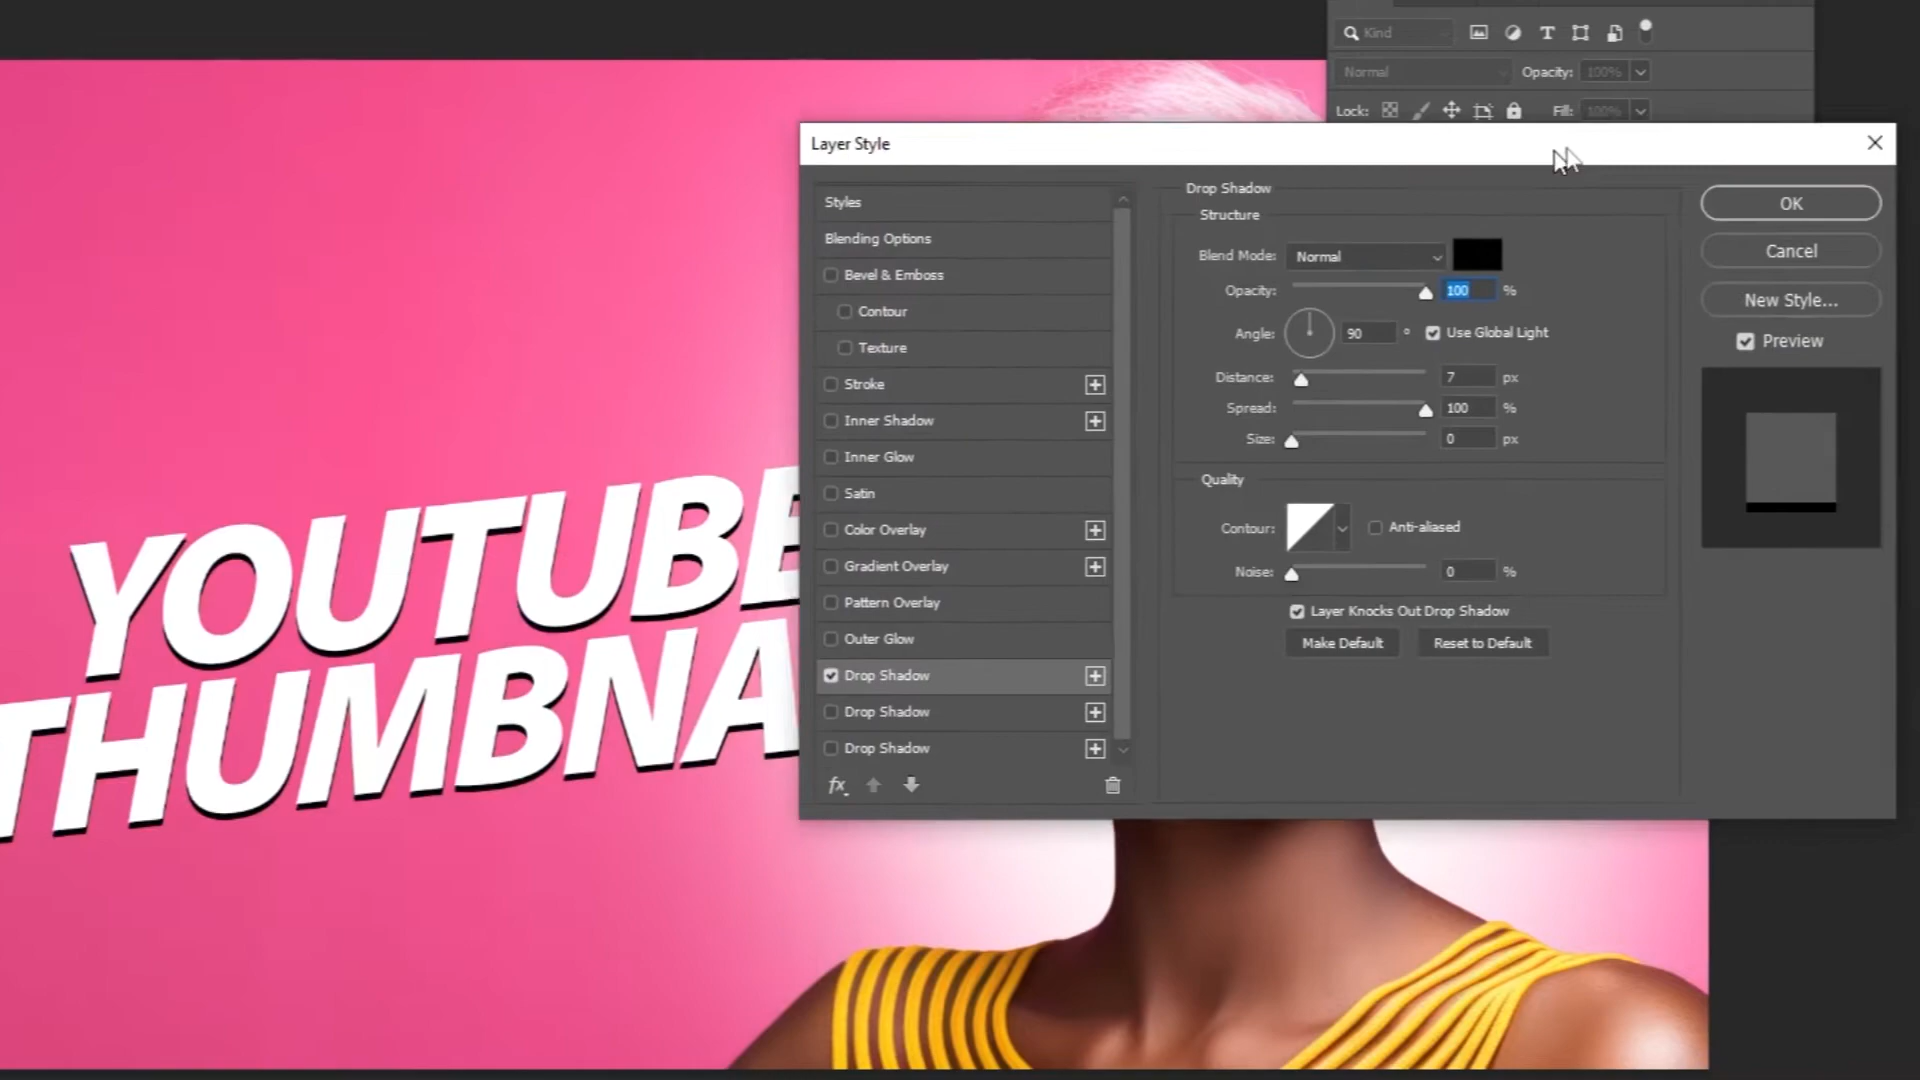 Kind
Normal
Opacity: 100%
Lock:
Fill: 100%
Layer Style
Styles
Blending Options
Bevel & Emboss
Contour
Texture
Stroke
Inner Shadow
Inner Glow
Satin
Color Overlay
Gradient Overlay
Pattern Overlay
Outer Glow
Drop Shadow
Drop Shadow
Drop Shadow
fx
Drop Shadow
Structure
Blend Mode: Normal
Opacity: 100 %
Angle: 90 ° Use Global Light
Distance: 7 px
Spread: 100 %
Size: 0 px
Quality
Contour: Anti-aliased
Noise: 0 %
Layer Knocks Out Drop Shadow
Make Default Reset to Default
OK
Cancel
New Style...
Preview
YOUTUBE
THUMBNA